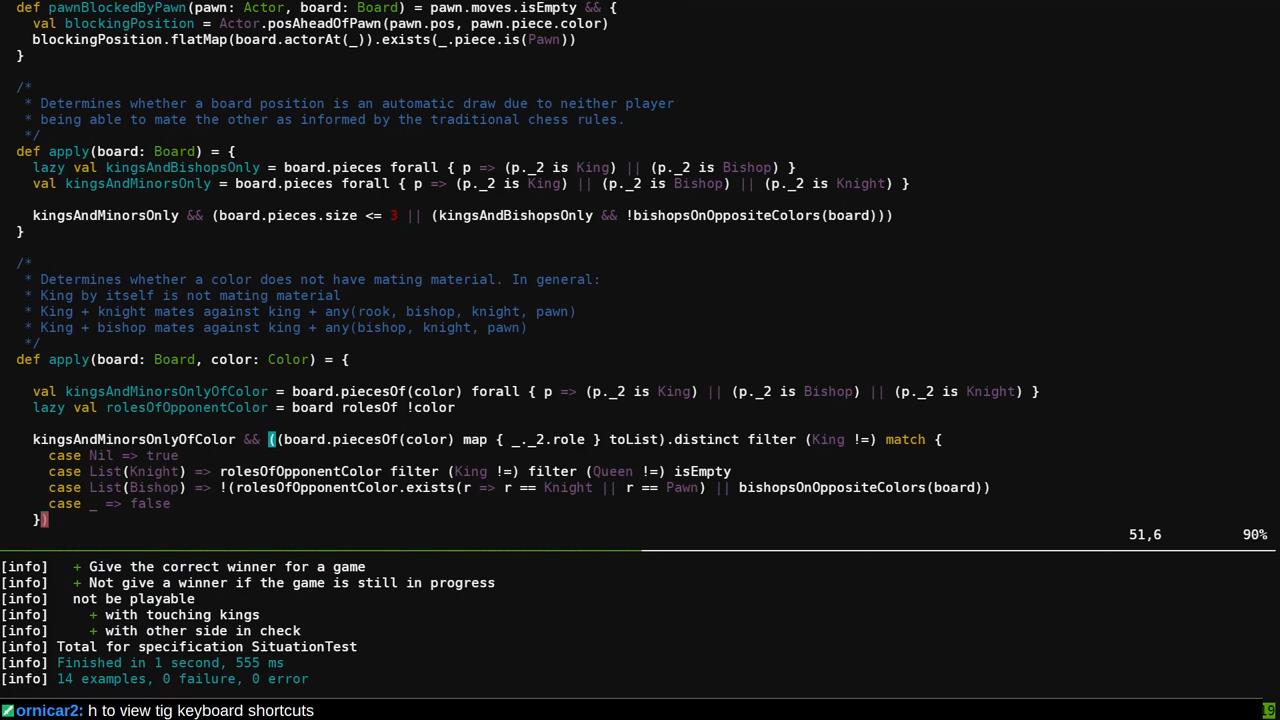 def pawnBlockedByPawn(pawn: Actor, board: Board) = pawn.moves.isEmpty && {
val blockingPosition = Actor.posAheadOfPawn(pawn.pos, pawn.piece.color)
blockingPosition.flatMap(board.actorAt(_)).exists(_.piece.is(Pawn))
}
/*
* Determines whether a board position is an automatic draw due to neither player
* being able to mate the other as informed by the traditional chess rules.
*/
def apply(board: Board) = {
lazy val kingsAndBishopsOnly = board.pieces forall { p => (p._2 is King) || (p._2 is Bishop) }
val kingsAndMinorsOnly = board.pieces forall { p => (p._2 is King) || (p._2 is Bishop) || (p._2 is Knight) }
kingsAndMinorsOnly && (board.pieces.size <= 3 || (kingsAndBishopsOnly && !bishopsOnOppositeColors(board)))
}
/*
* Determines whether a color does not have mating material. In general:
* King by itself is not mating material
* King + knight mates against king + any(rook, bishop, knight, pawn)
* King + bishop mates against king + any(bishop, knight, pawn)
*/
def apply(board: Board, color: Color) = {
val kingsAndMinorsOnlyOfColor = board.piecesOf(color) forall { p => (p._2 is King) || (p._2 is Bishop) || (p._2 is Knight) }
lazy val rolesOfOpponentColor = board rolesOf !color
kingsAndMinorsOnlyOfColor && ((board.piecesOf(color) map { _._2.role } toList).distinct filter (King !=) match {
case Nil => true
case List(Knight) => rolesOfOpponentColor filter (King !=) filter (Queen !=) isEmpty
case List(Bishop) => !(rolesOfOpponentColor.exists(r => r == Knight || r == Pawn) || bishopsOnOppositeColors(board))
case _ => false
})
51,6 90%
[info] + Give the correct winner for a game
[info] + Not give a winner if the game is still in progress
[info] not be playable
[info] + with touching kings
[info] + with other side in check
[info] Total for specification SituationTest
[info] Finished in 1 second, 555 ms
[info] 14 examples, 0 failure, 0 error
ornicar2: h to view tig keyboard shortcuts